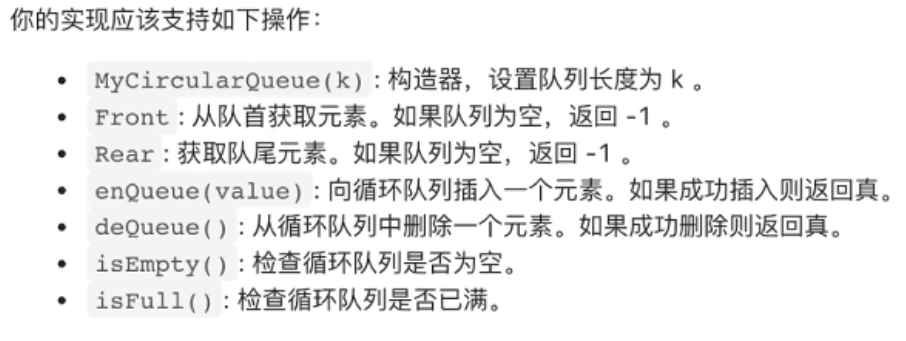 你的实现应该支持如下操作：
• MyCircularQueue(k): 构造器，设置队列长度为 k 。
• Front: 从队首获取元素。如果队列为空，返回 -1 。
• Rear: 获取队尾元素。如果队列为空，返回 -1 。
• enQueue(value): 向循环队列插入一个元素。如果成功插入则返回真。
• deQueue(): 从循环队列中删除一个元素。如果成功删除则返回真。
• isEmpty(): 检查循环队列是否为空。
• isFull(): 检查循环队列是否已满。